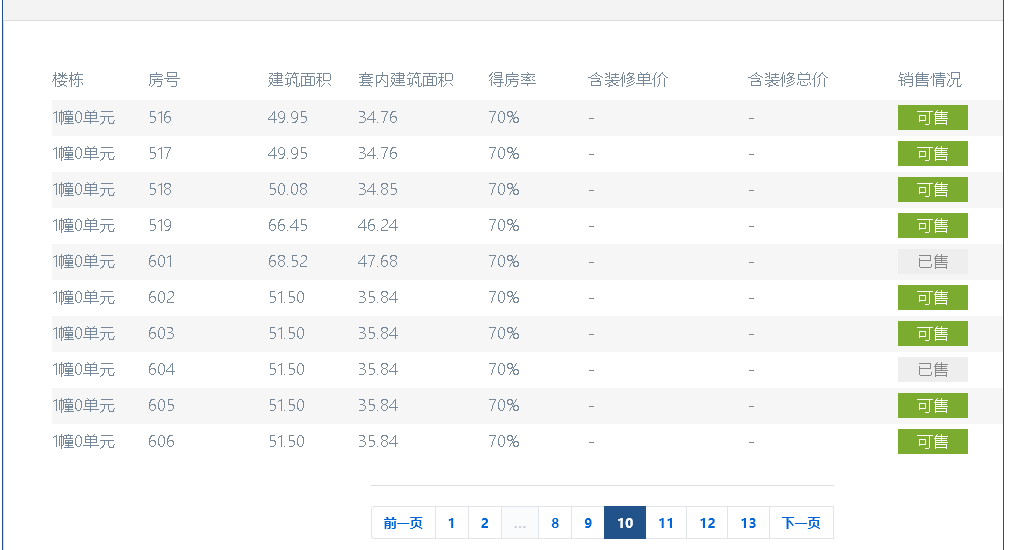 楼栋 房号 建筑面积 套内建筑面积 得房率 含装修单价 含装修总价 销售情况
1幢0单元 516 49.95 34.76 70% - - 可售
1幢0单元 517 49.95 34.76 70% - - 可售
1幢0单元 518 50.08 34.85 70% - - 可售
1幢0单元 519 66.45 46.24 70% - - 可售
1幢0单元 601 68.52 47.68 70% - - 已售
1幢0单元 602 51.50 35.84 70% - - 可售
1幢0单元 603 51.50 35.84 70% - - 可售
1幢0单元 604 51.50 35.84 70% - - 已售
1幢0单元 605 51.50 35.84 70% - - 可售
1幢0单元 606 51.50 35.84 70% - - 可售
前一页 1 2 ... 8 9 10 11 12 13 下一页